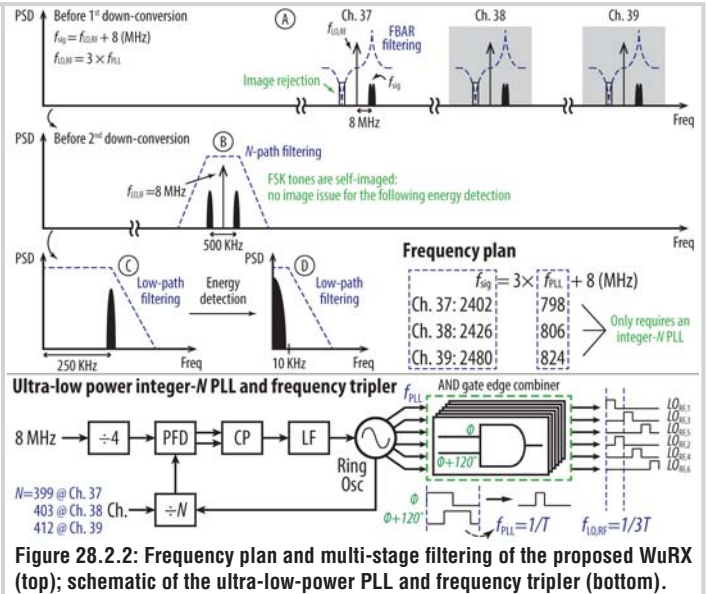 PSD
Before 1st down-conversion
fsig=fLO,RF + 8 (MHz)
fLO,RF= 3 × fPLL
A
Ch. 37
Ch. 38
Ch. 39
fLO,RF
FBAR
filtering
Image rejection
fsig
8 MHz
Freq
PSD
Before 2nd down-conversion
B
N-path filtering
fLO,IF=8 MHz
FSK tones are self-imaged:
no image issue for the following energy detection
500 KHz
Freq
PSD
C
Low-path
filtering
250 KHz
Freq
Energy
detection
PSD
D
Low-path
filtering
10 KHz
Freq
Frequency plan
fsig = 3× fPLL + 8 (MHz)
Ch. 37: 2402 798
Ch. 38: 2426 806
Ch. 39: 2480 824
Only requires an
integer-N PLL
Ultra-low power integer-N PLL and frequency tripler
fPLL
AND gate edge combiner
8 MHz
÷4
PFD
CP
LF
Ring
Osc
÷N
N=399 @ Ch. 37
403 @ Ch. 38
412 @ Ch. 39
Ch.
Φ
Φ+120°
LORF,1
LORF,3
LORF,5
LORF,2
LORF,4
LORF,6
Φ
Φ+120°
fPLL=1/T
fLO,RF=1/3T
Figure 28.2.2: Frequency plan and multi-stage filtering of the proposed WuRX
(top); schematic of the ultra-low-power PLL and frequency tripler (bottom).